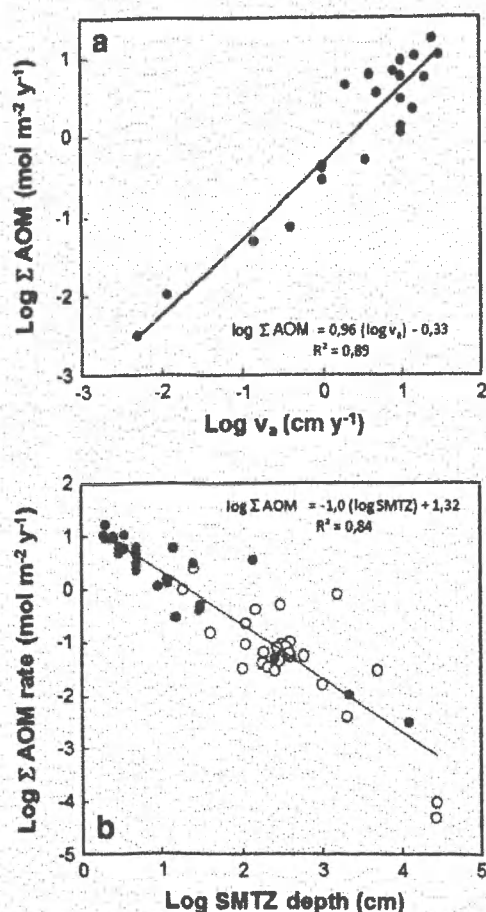 a
1
0
-1
-2
-3
Log Σ AOM (mol m⁻² y⁻¹)
log Σ AOM = 0,96 (log vₐ) - 0,33
R² = 0,89
-3 -2 -1 0 1 2
Log vₐ (cm y⁻¹)
2
1
0
-1
-2
-3
-4
-5
Log Σ AOM rate (mol m⁻² y⁻¹)
log Σ AOM = -1,0 (log SMTZ) + 1,32
R² = 0,84
b
0 1 2 3 4 5
Log SMTZ depth (cm)